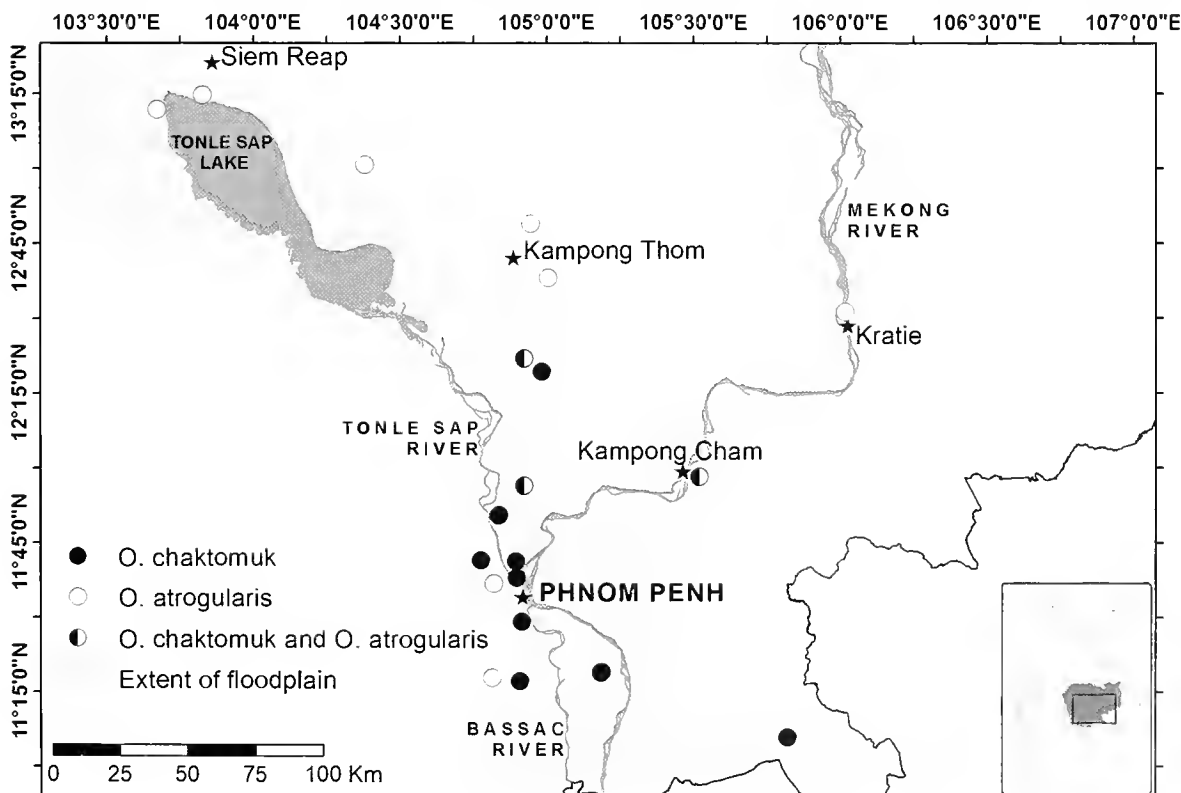 103°30'0"E 104°0'0"E 104°30'0"E 105°0'0"E 105°30'0"E 106°0'0"E 106°30'0"E 107°0'0"E
13°15'0"N
12°45'0"N
12°15'0"N
11°45'0"N
11°15'0"N
Siem Reap
TONLE SAP
LAKE
MEKONG
RIVER
Kampong Thom
Kratie
TONLE SAP
RIVER
Kampong Cham
PHNOM PENH
O. chaktomuk
O. atrogularis
O. chaktomuk and O. atrogularis
Extent of floodplain
BASSAC
RIVER
0 25 50 75 100 Km